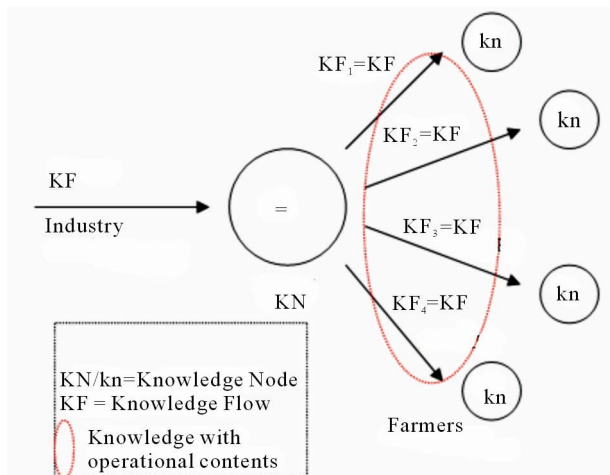 kn
KF₁=KF
kn
KF₂=KF
KF
=
Industry
KF₃=KF
kn
KN
KF₄=KF
KN/kn=Knowledge Node
KF = Knowledge Flow
kn
Farmers
Knowledge with
operational contents